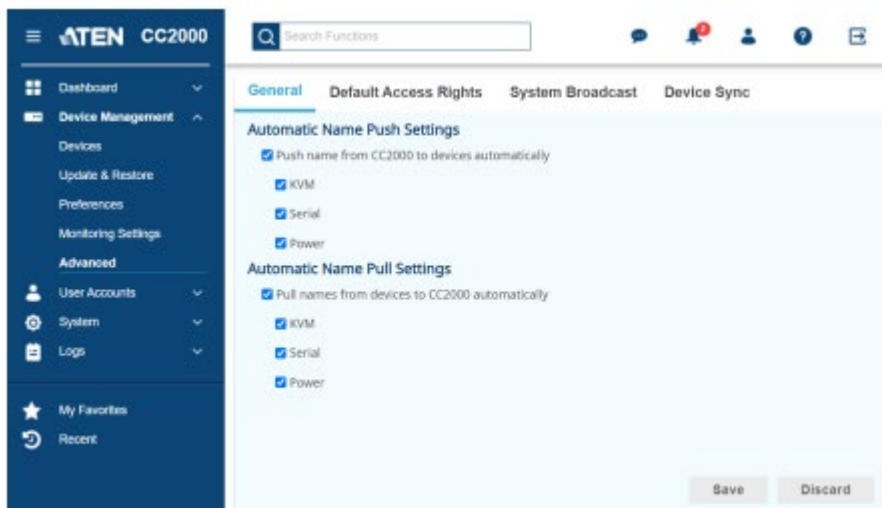 ATEN CC2000
Search Functions
2
Dashboard
Device Management
Devices
Update & Restore
Preferences
Monitoring Settings
Advanced
User Accounts
System
Logs
My Favorites
Recent
General Default Access Rights System Broadcast Device Sync
Automatic Name Push Settings
Push name from CC2000 to devices automatically
KVM
Serial
Power
Automatic Name Pull Settings
Pull names from devices to CC2000 automatically
KVM
Serial
Power
Save Discard